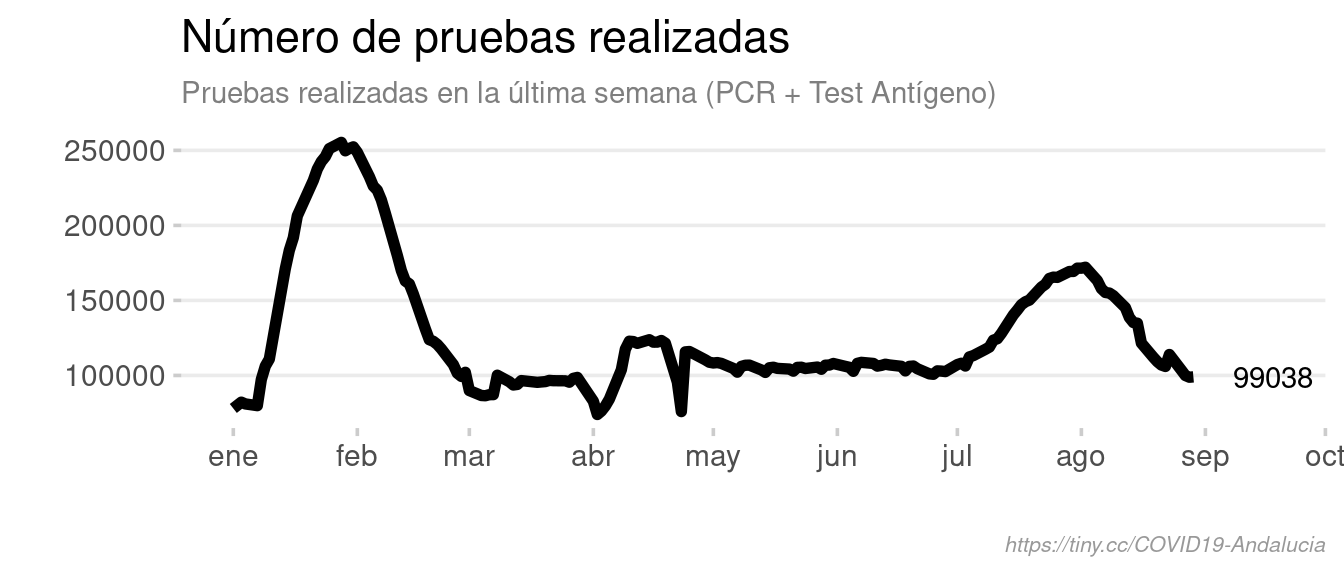 Número de pruebas realizadas
Pruebas realizadas en la última semana (PCR + Test Antígeno)
250000
200000
150000
100000
99038
ene feb mar abr may jun jul ago sep oct
https://tiny.cc/COVID19-Andalucia